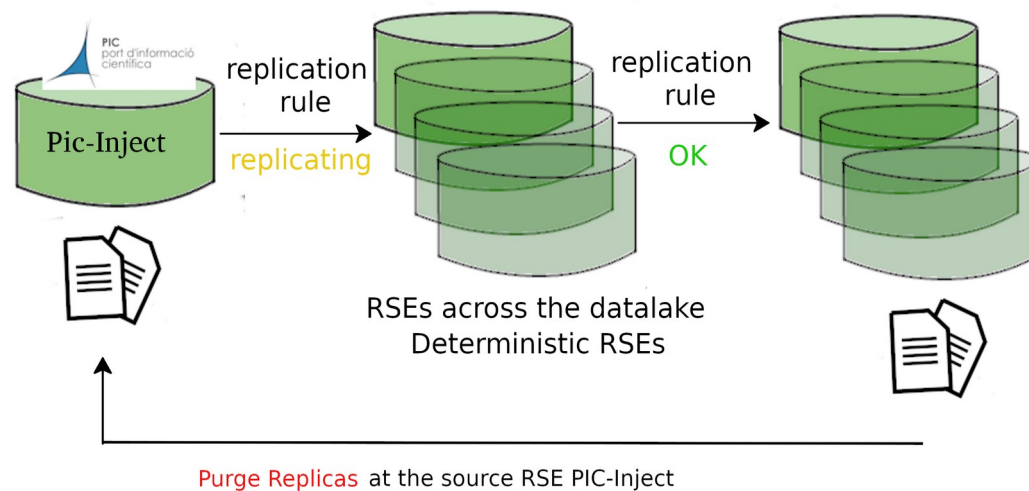 PIC
port d'informació
científica
Pic-Inject
replication
rule
replicating
replication
rule
OK
RSEs across the datalake
Deterministic RSEs
Purge Replicas at the source RSE PIC-Inject